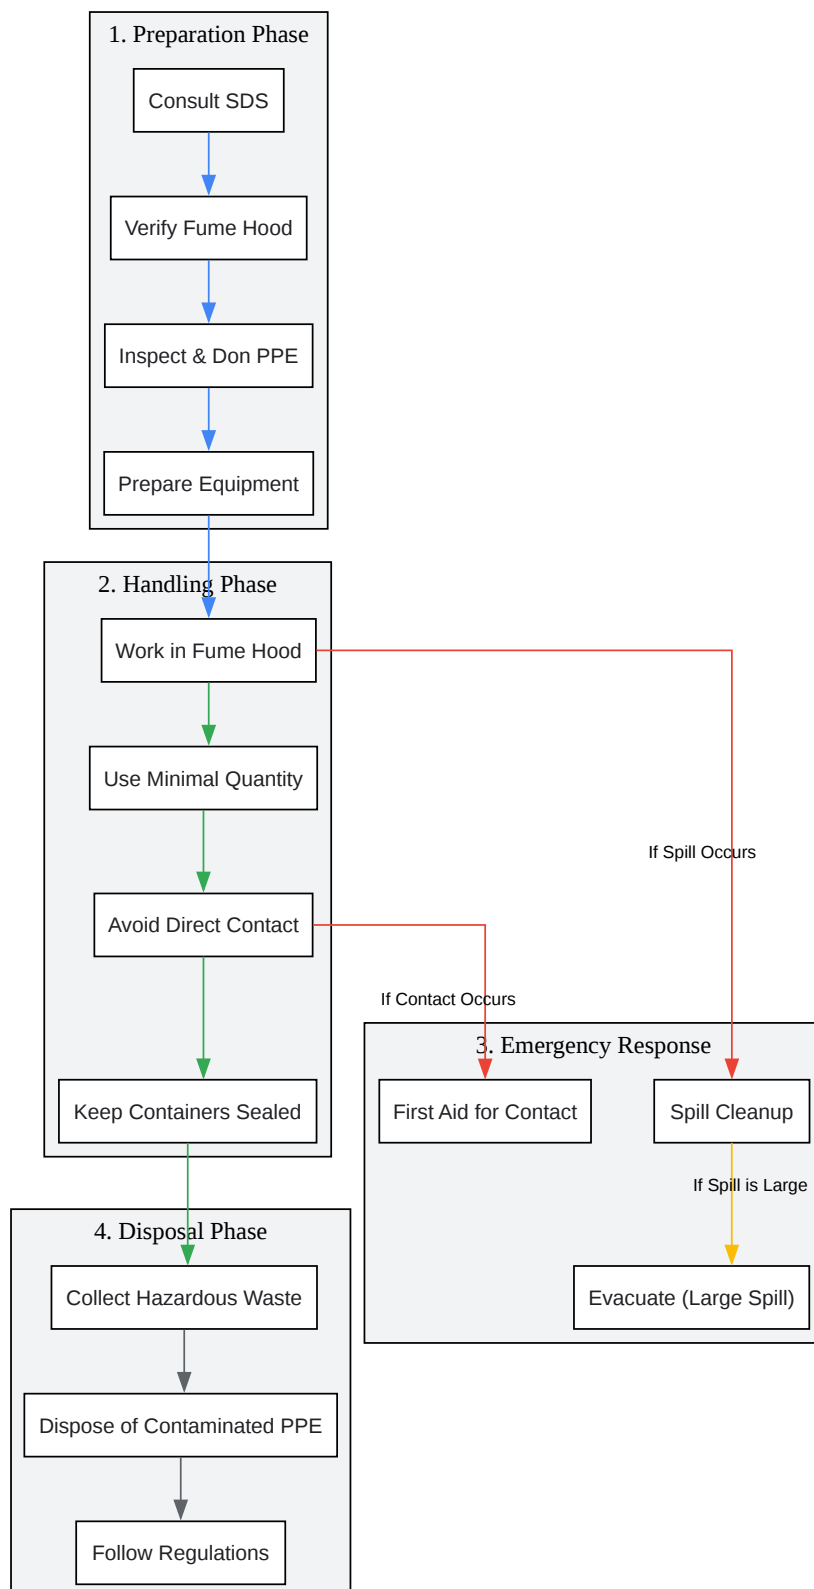 1. Preparation Phase
Consult SDS
Verify Fume Hood
Inspect & Don PPE
Prepare Equipment
2. Handling Phase
Work in Fume Hood
Use Minimal Quantity
If Spill Occurs
Avoid Direct Contact
If Contact Occurs
3. Emergency Response
Keep Containers Sealed
First Aid for Contact
Spill Cleanup
If Spill is Large
4. Disposal Phase
Collect Hazardous Waste
Evacuate (Large Spill)
Dispose of Contaminated PPE
Follow Regulations